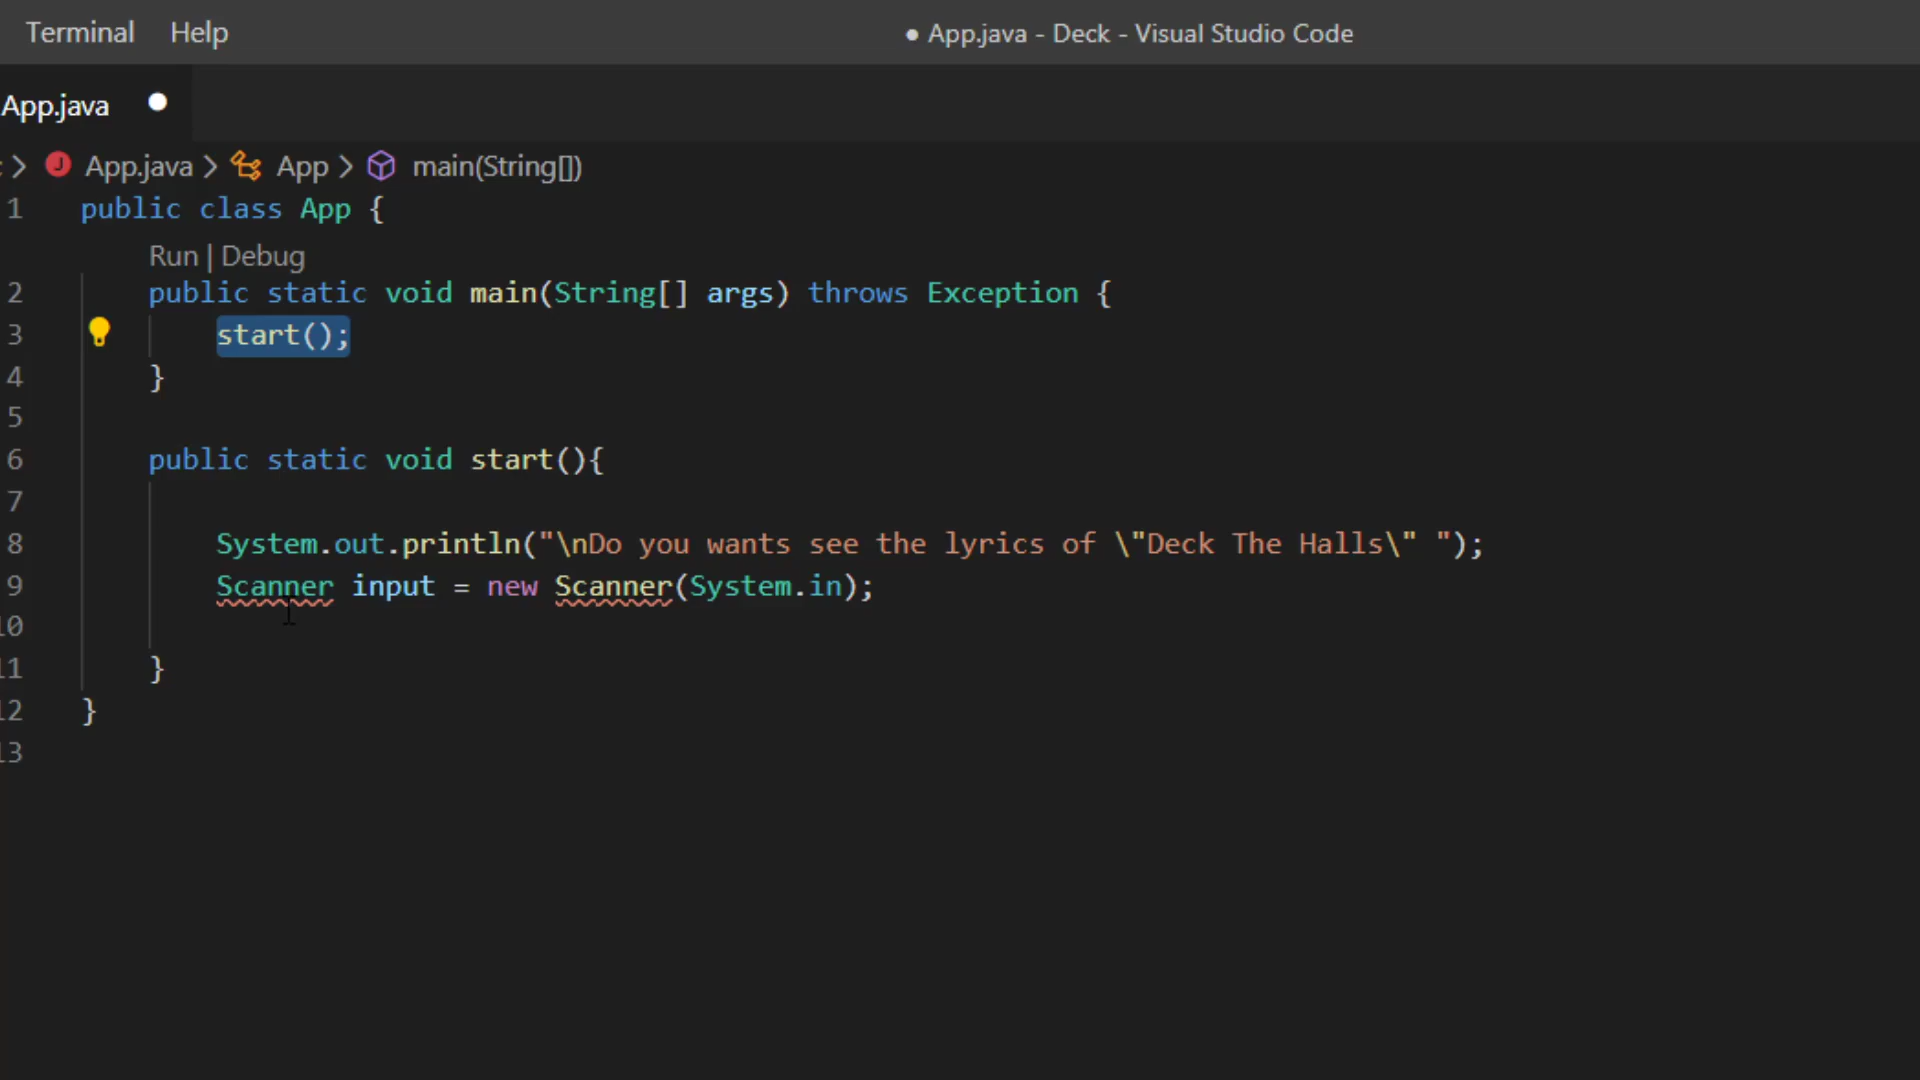 Terminal Help ● App.java - Deck - Visual Studio Code
App.java ●
> App.java > App > main(String[])
1 public class App {
Run | Debug
2 public static void main(String[] args) throws Exception {
3 start();
4 }
5
6 public static void start(){
7
8 System.out.println("\nDo you wants see the lyrics of \"Deck The Halls\" ");
9 Scanner input = new Scanner(System.in);
10
11 }
12 }
13